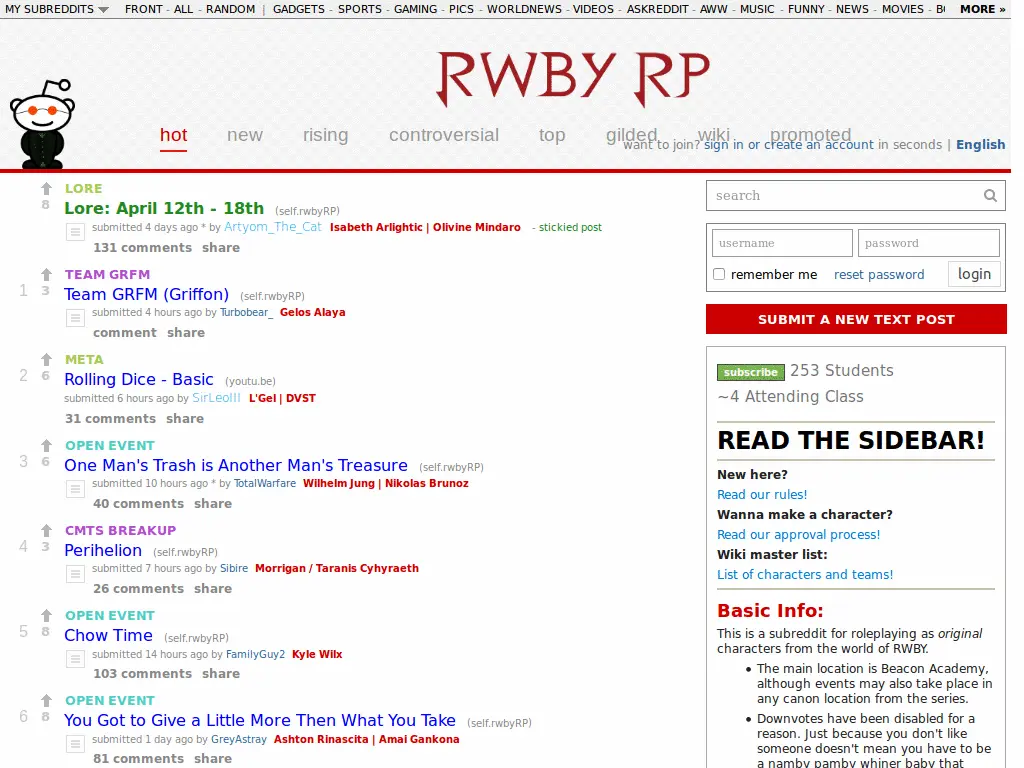 MY SUBREDDITS FRONT - ALL - RANDOM | GADGETS - SPORTS - GAMING - PICS - WORLDNEWS - VIDEOS - ASKREDDIT - AWW - MUSIC - FUNNY - NEWS - MOVIES - MORE »
RWBY RP
hot new rising controversial top gilded wiki promoted
want to join? sign in or create an account in seconds | English
LORE
8
Lore: April 12th - 18th (self.rwbyRP)
submitted 4 days ago * by Artyom_The_Cat Isabeth Arlightic | Olivine Mindaro - stickied post
131 comments share
TEAM GRFM
1 3
Team GRFM (Griffon) (self.rwbyRP)
submitted 4 hours ago by Turbobear_ Gelos Alaya
comment share
META
2 6
Rolling Dice - Basic (youtu.be)
submitted 6 hours ago by SirLeoIII L'Gel | DVST
31 comments share
OPEN EVENT
3 6
One Man's Trash is Another Man's Treasure (self.rwbyRP)
submitted 10 hours ago * by TotalWarfare Wilhelm Jung | Nikolas Brunoz
40 comments share
CMTS BREAKUP
4 3
Perihelion (self.rwbyRP)
submitted 7 hours ago by Sibire Morrigan / Taranis Cyhyraeth
26 comments share
OPEN EVENT
5 8
Chow Time (self.rwbyRP)
submitted 14 hours ago by FamilyGuy2 Kyle Wilx
103 comments share
OPEN EVENT
6 8
You Got to Give a Little More Then What You Take (self.rwbyRP)
submitted 1 day ago by GreyAstray Ashton Rinascita | Amai Gankona
81 comments share
search
username password
remember me reset password login
SUBMIT A NEW TEXT POST
subscribe 253 Students
~4 Attending Class
READ THE SIDEBAR!
New here?
Read our rules!
Wanna make a character?
Read our approval process!
Wiki master list:
List of characters and teams!
Basic Info:
This is a subreddit for roleplaying as original
characters from the world of RWBY.
• The main location is Beacon Academy,
although events may also take place in
any canon location from the series.
• Downvotes have been disabled for a
reason. Just because you don't like
someone doesn't mean you have to be
a namby pamby whiner baby that